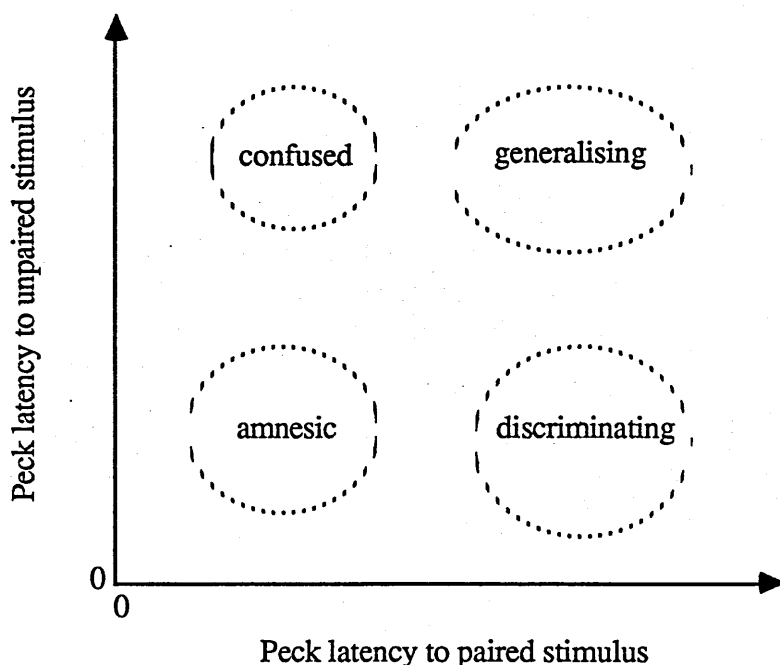 Peck latency to unpaired stimulus
confused
generalising
amnesic
discriminating
0
0
Peck latency to paired stimulus